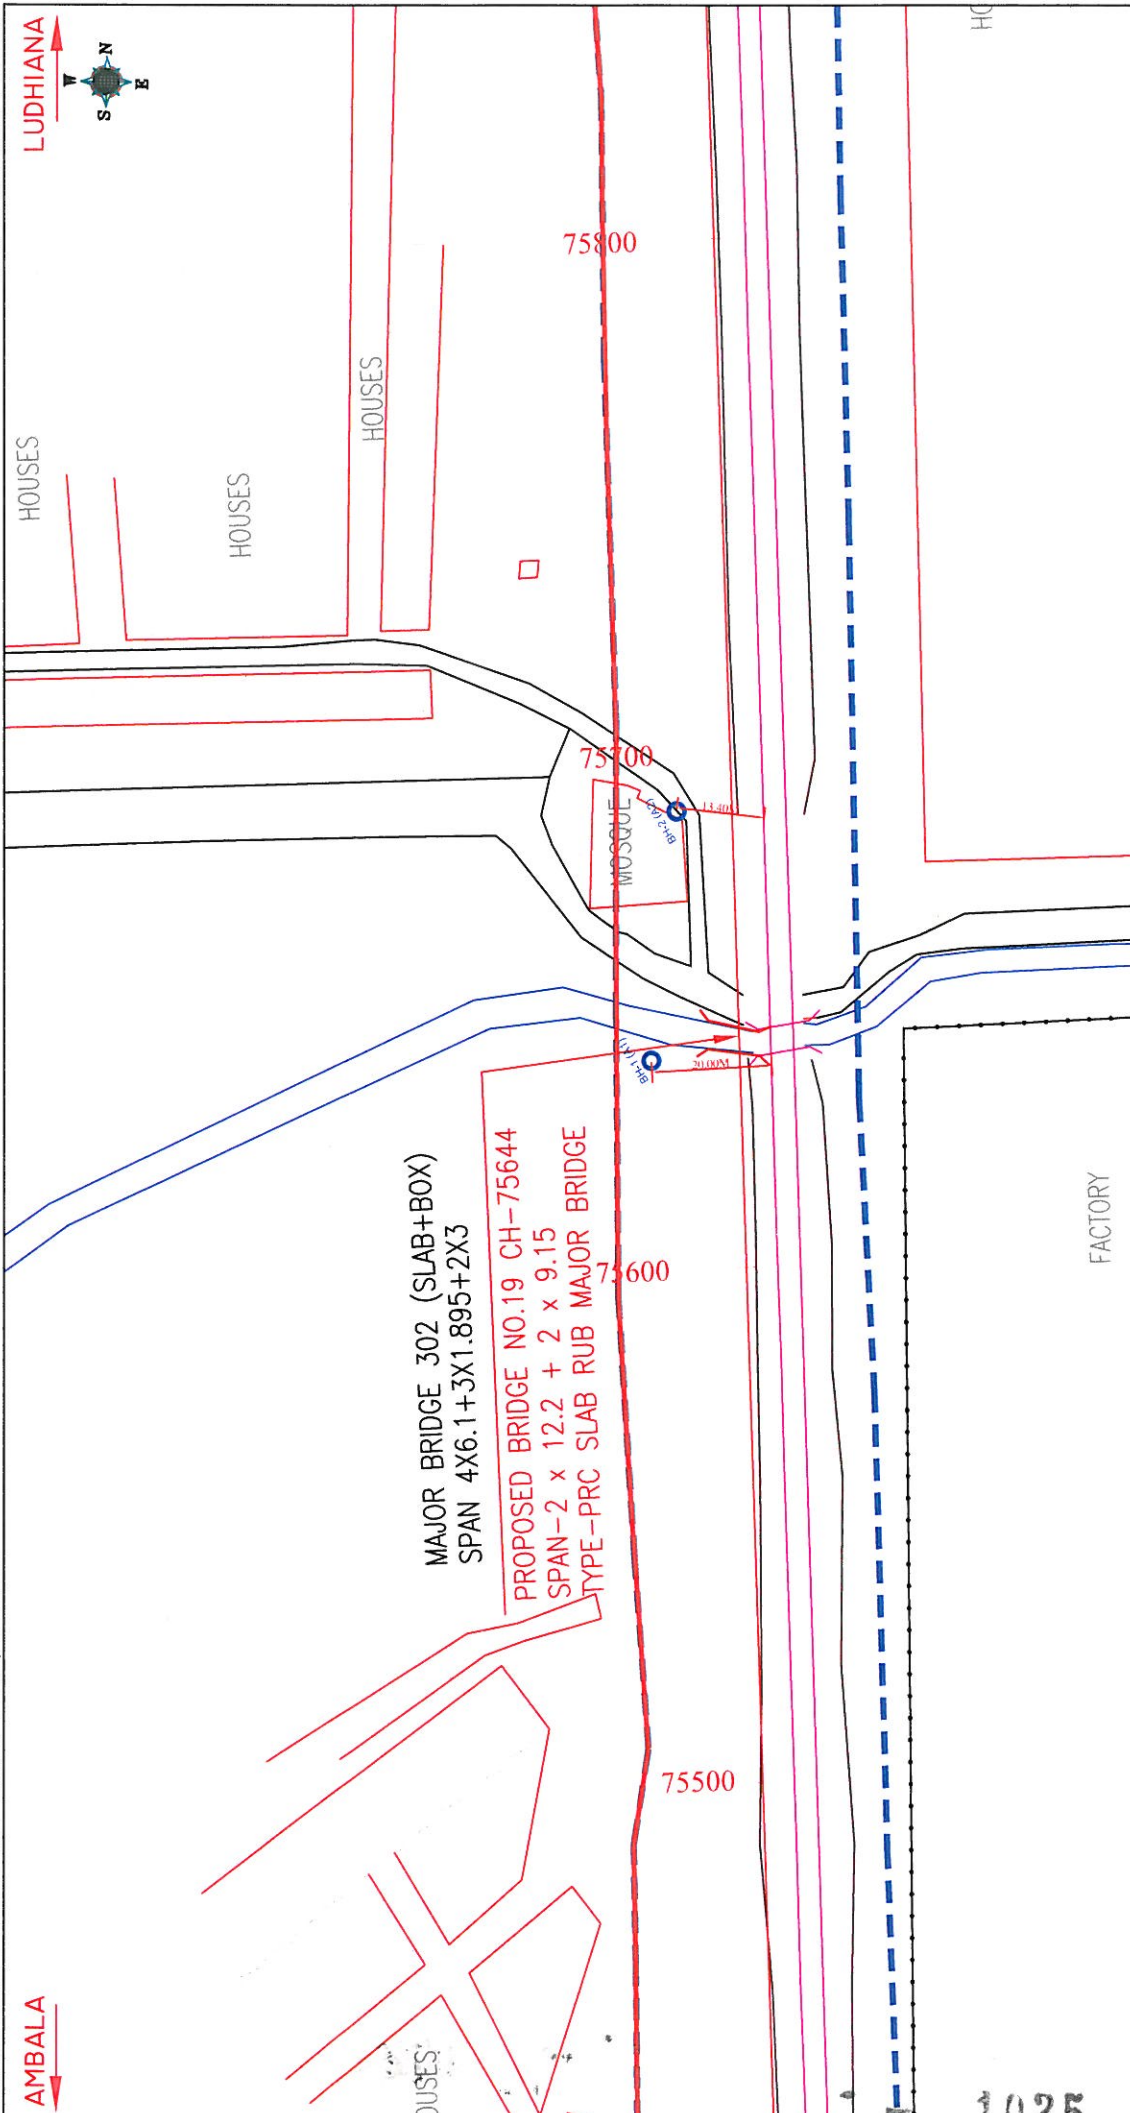 LUDHIANA
W
N
S
E
75800
HOUSES
HOUSES
HOUSES
75700
MOSQUE
BH-2 (A2)
BH-1 (A1)
20.00M
MAJOR BRIDGE 302 (SLAB+BOX)
SPAN 4X6.1+3X1.895+2X3
PROPOSED BRIDGE NO.19 CH-75644
SPAN-2 x 12.2 + 2 x 9.15
TYPE-PRC SLAB RUB MAJOR BRIDGE
75600
FACTORY
75500
AMBALA